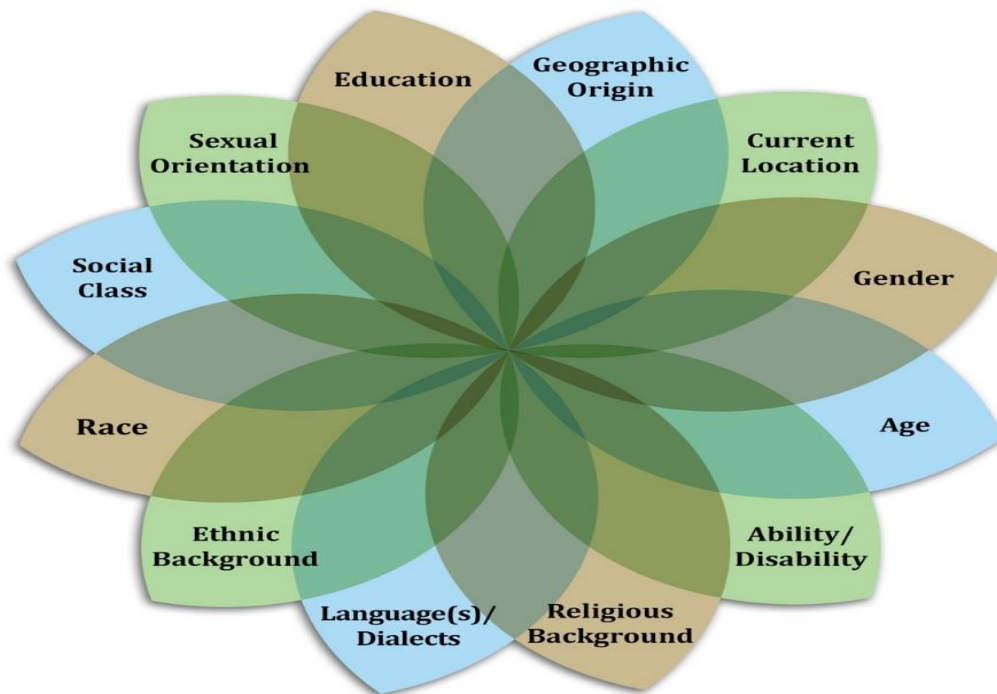 Education
Geographic
Origin
Current
Location
Gender
Age
Ability/
Disability
Religious
Background
Language(s)/
Dialects
Ethnic
Background
Race
Social
Class
Sexual
Orientation